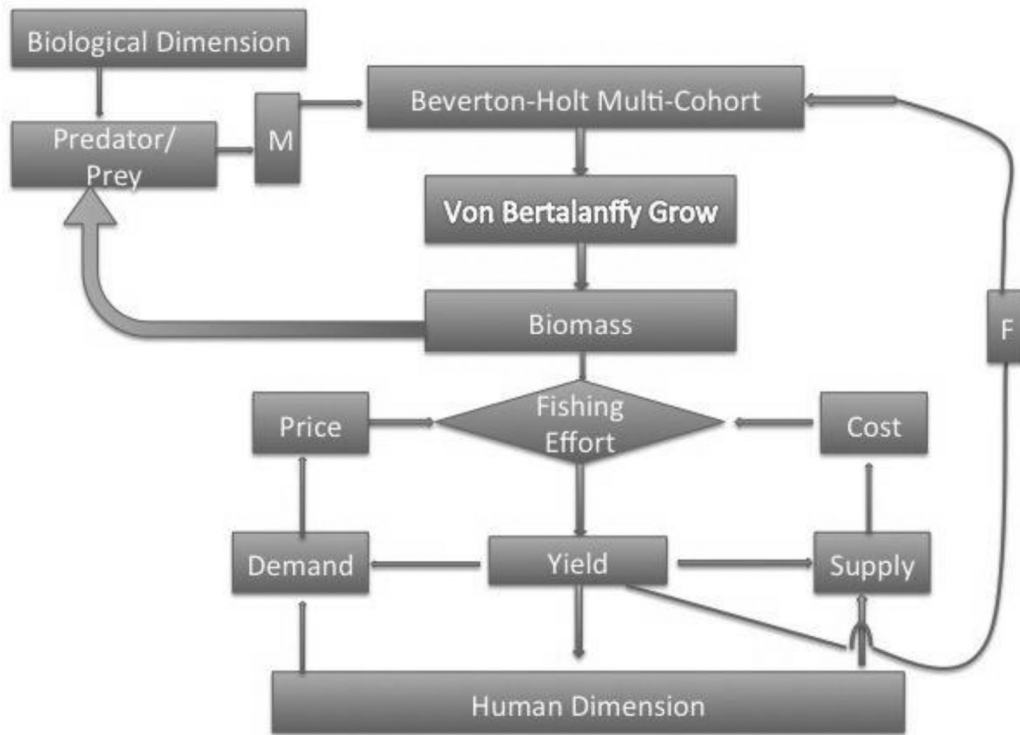 Biological Dimension
Beverton-Holt Multi-Cohort
Predator/
Prey
M
Von Bertalanffy Grow
Biomass
F
Price
Fishing
Effort
Cost
Demand
Yield
Supply
Human Dimension